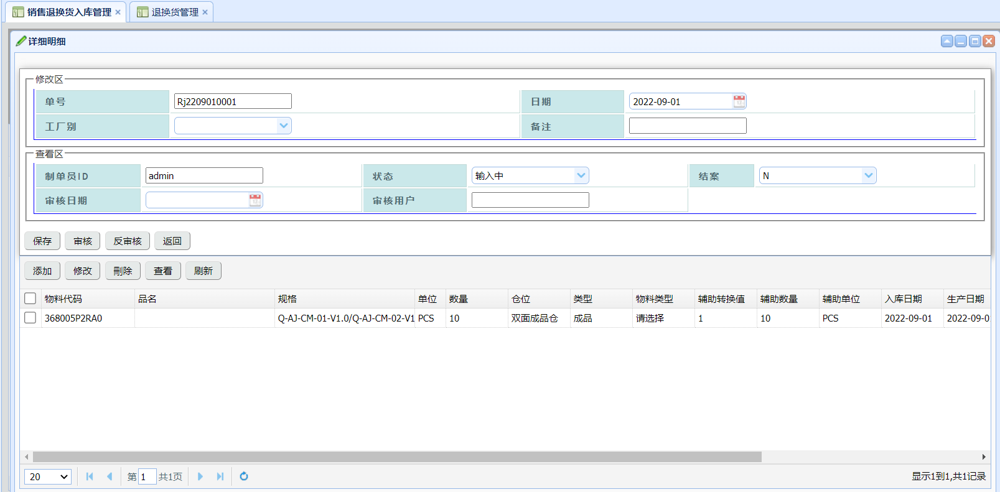 销售退换货入库管理 × 退换货管理 ×
详细明细
修改区
单号 Rj2209010001 日期 2022-09-01
工厂别 备注
查看区
制单员ID admin 状态 输入中 结案 N
审核日期 审核用户
保存 审核 反审核 返回
添加 修改 删除 查看 刷新
物料代码 品名 规格 单位 数量 仓位 类型 物料类型 辅助转换值 辅助数量 辅助单位 入库日期 生产日期
368005P2RA0 Q-AJ-CM-01-V1.0/Q-AJ-CM-02-V1 PCS 10 双面成品仓 成品 请选择 1 10 PCS 2022-09-01 2022-09-0
20 第 1 共1页 显示1到1,共1记录